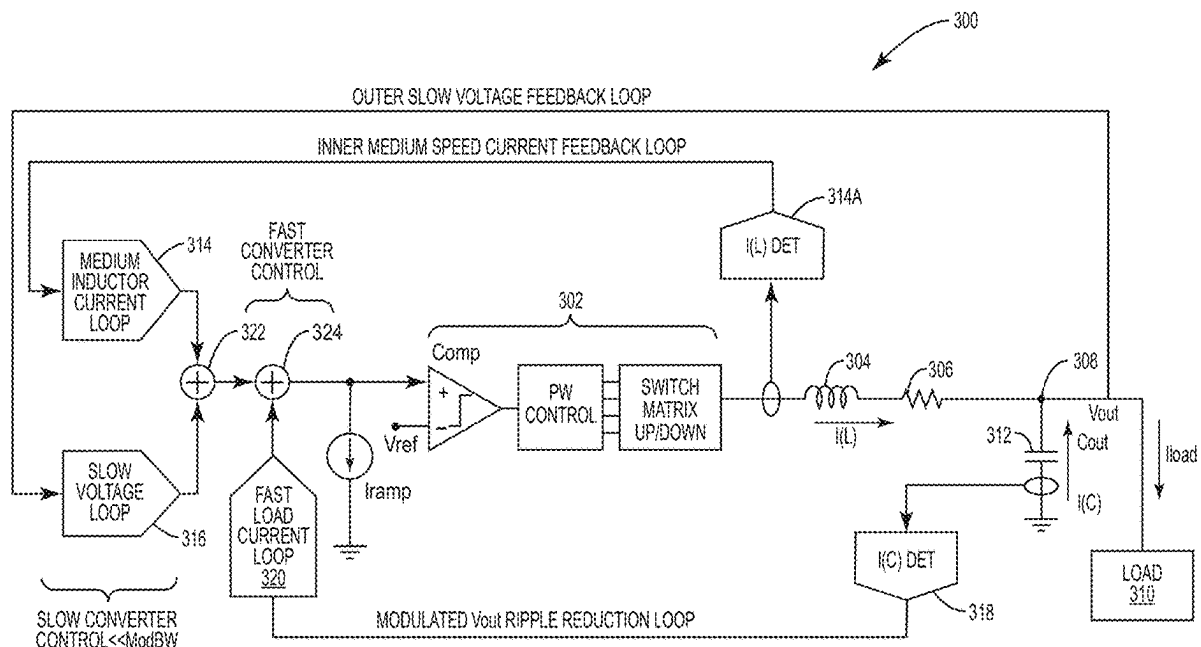 300
OUTER SLOW VOLTAGE FEEDBACK LOOP
INNER MEDIUM SPEED CURRENT FEEDBACK LOOP
314A
I(L) DET
FAST
CONVERTER
CONTROL
314
MEDIUM
INDUCTOR
CURRENT
LOOP
322
324
302
Comp
+
−
Vref
PW
CONTROL
SWITCH
MATRIX
UP/DOWN
304
306
308
I(L)
Vout
312
Cout
I(C)
Iload
SLOW
VOLTAGE
LOOP
316
Iramp
FAST
LOAD
CURRENT
LOOP
320
I(C) DET
318
LOAD
310
MODULATED Vout RIPPLE REDUCTION LOOP
SLOW CONVERTER
CONTROL<<ModBW